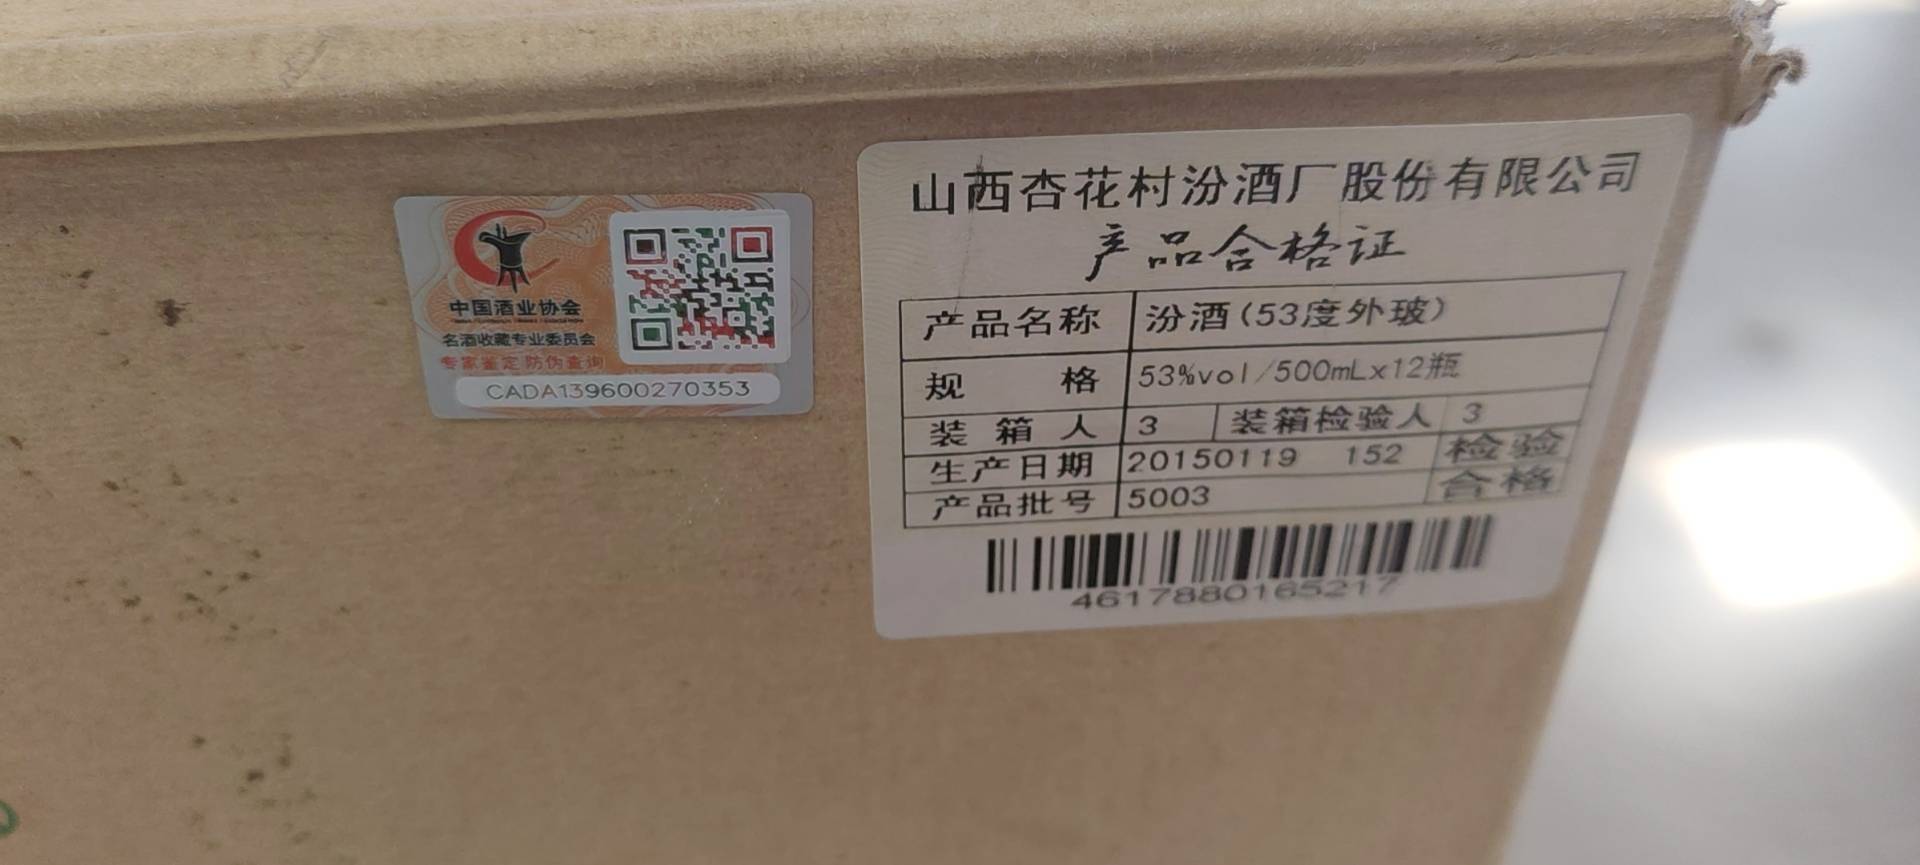 中国酒业协会
名酒收藏专业委员会
专家鉴定防伪查询
CADA139600270353
山西杏花村汾酒厂股份有限公司
产品合格证
产品名称 汾酒(53度外玻)
规格 53%vol/500mLx12瓶
装箱人 3 装箱检验人 3
生产日期 20150119 152 检验
产品批号 5003 合格
4617880165217